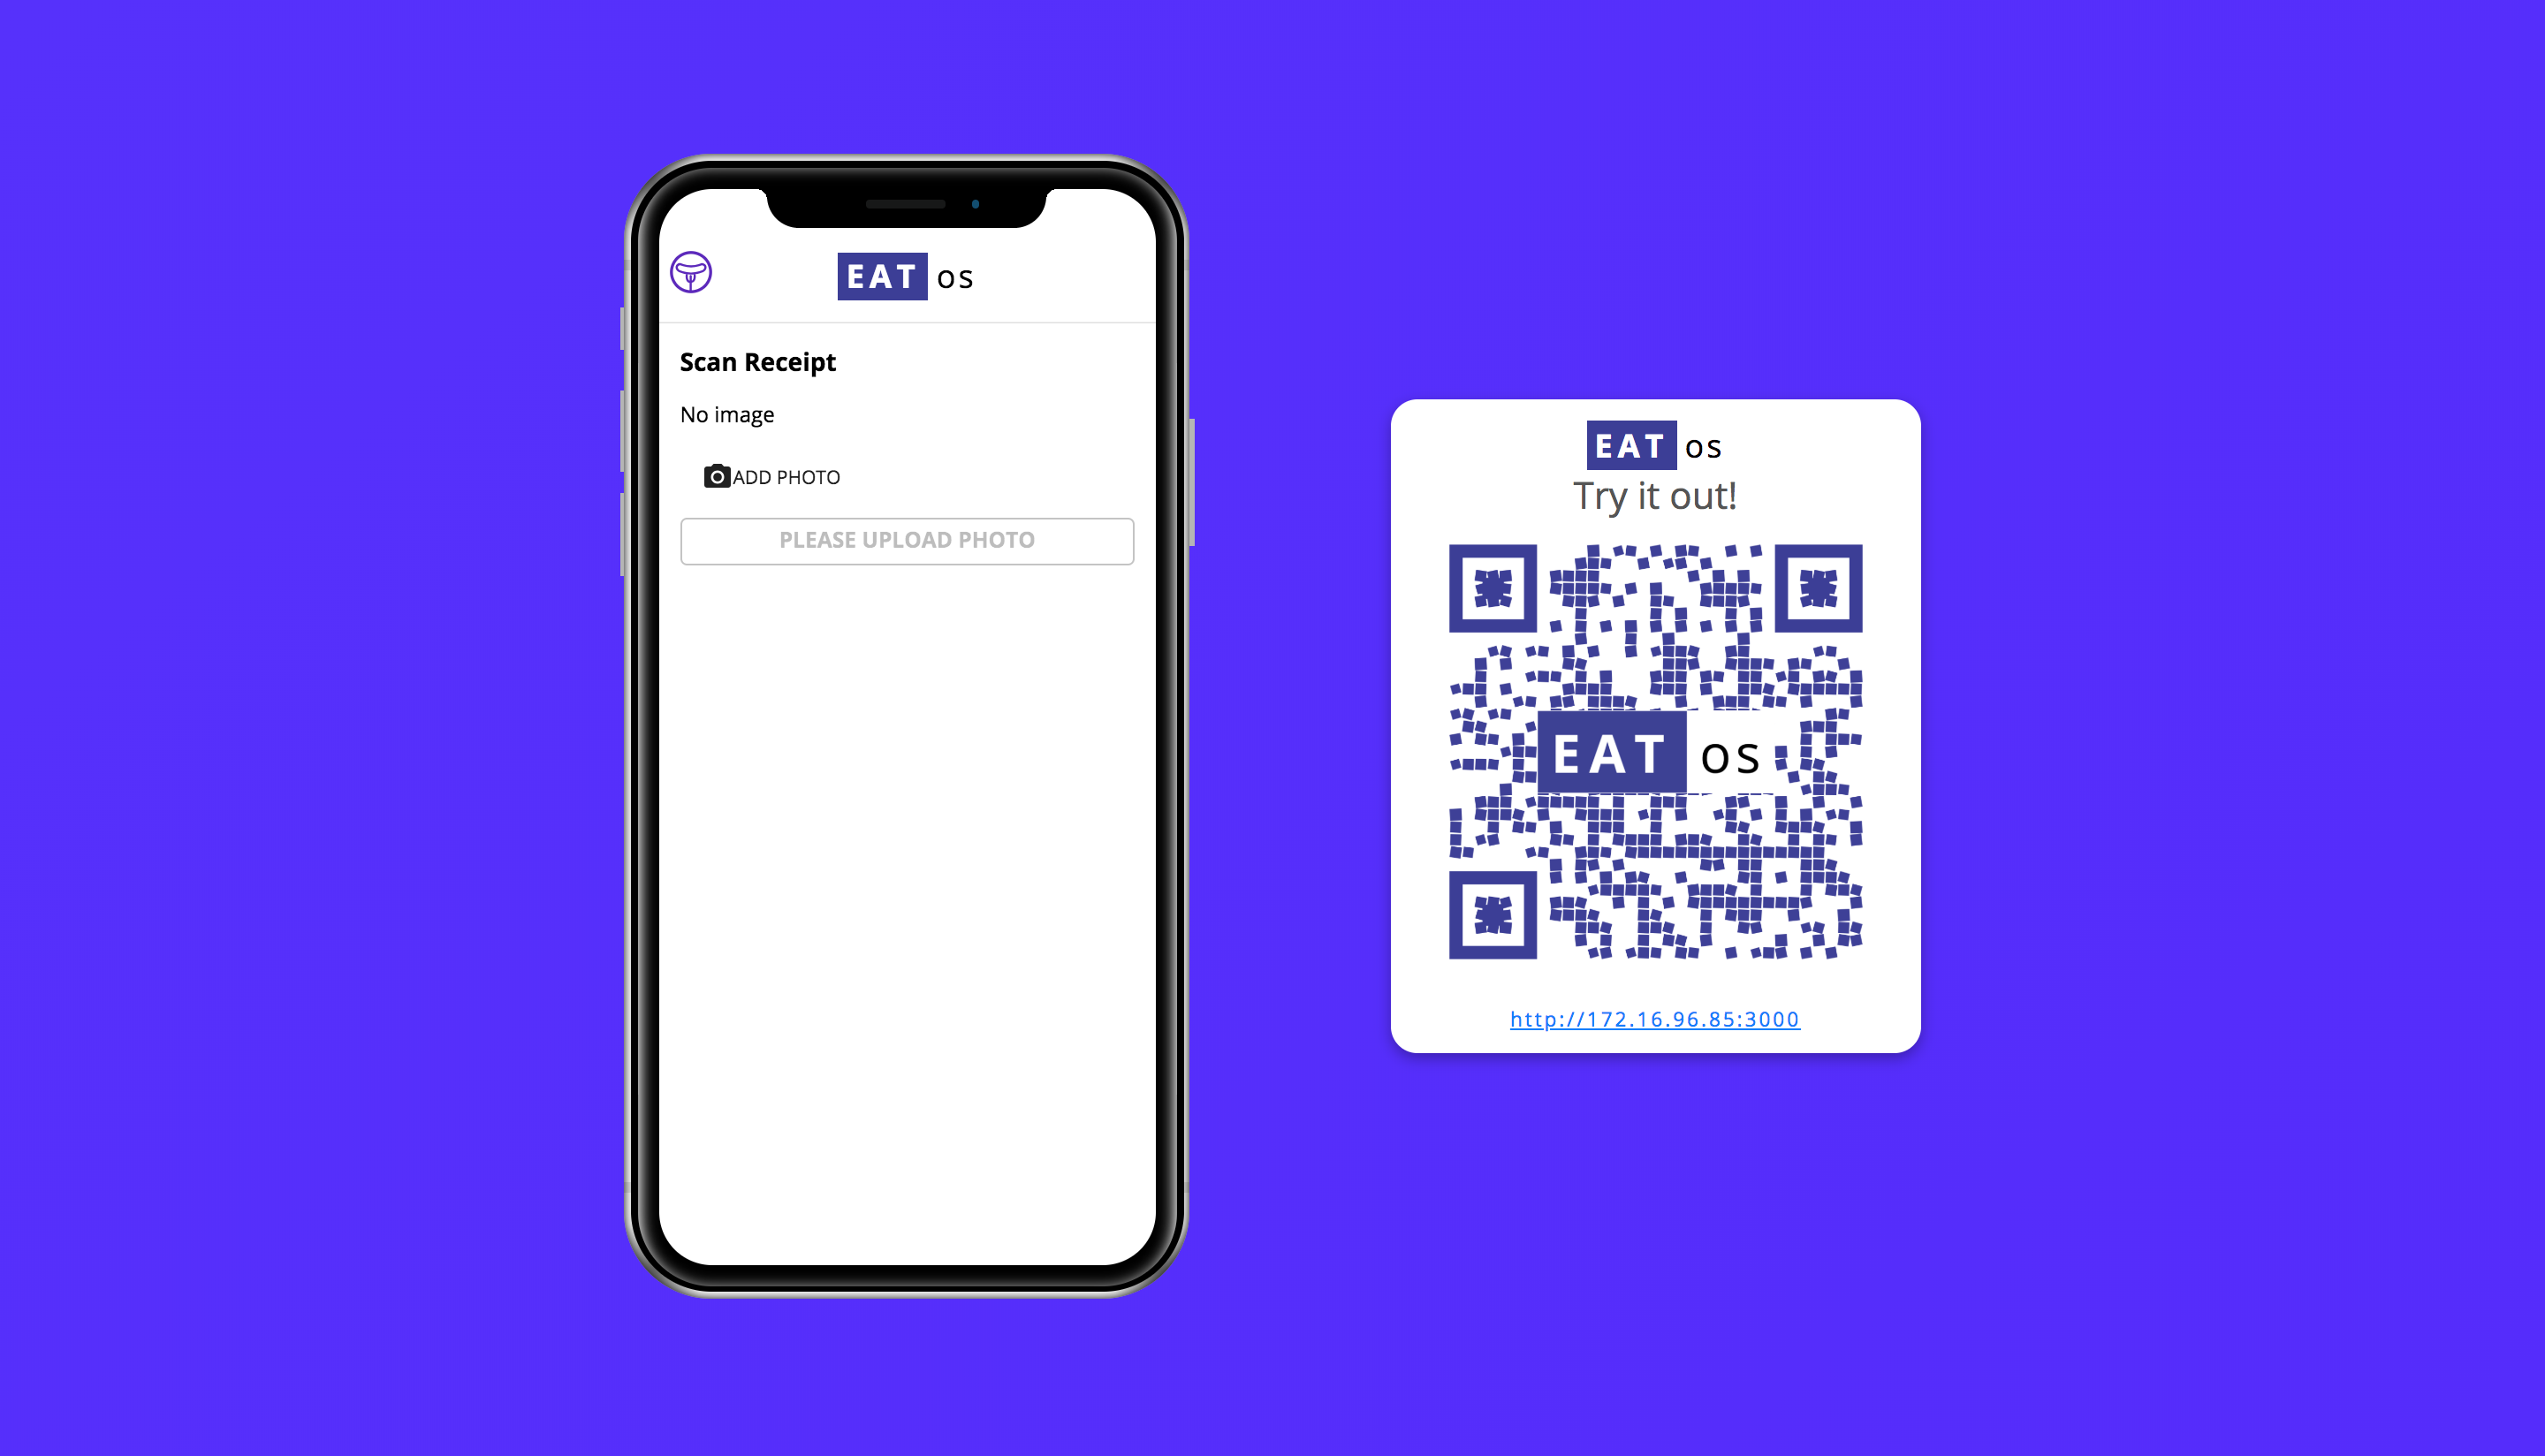 EAT os
Scan Receipt
No image
ADD PHOTO
PLEASE UPLOAD PHOTO
EAT os
Try it out!
EAT os
http://172.16.96.85:3000